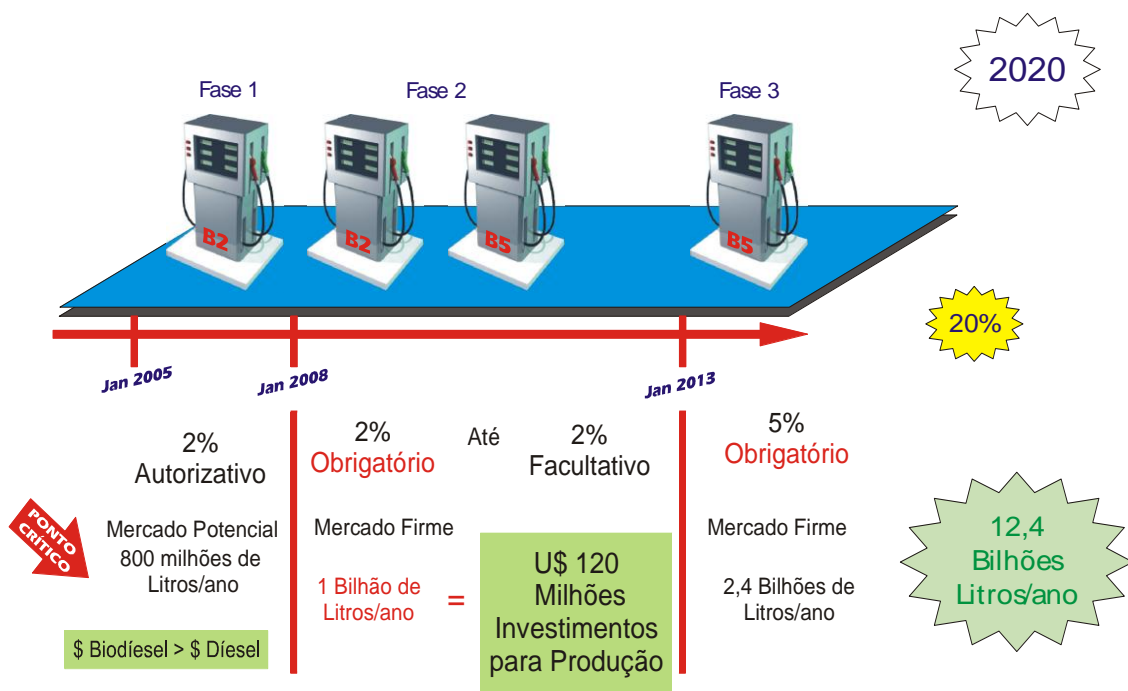 2020
Fase 1
Fase 2
Fase 3
B2
B2
B5
B5
20%
Jan 2005
Jan 2008
Jan 2013
2%
Autorizativo
2%
Obrigatório
Até
2%
Facultativo
5%
Obrigatório
PONTO
CRÍTICO
Mercado Potencial
800 milhões de
Litros/ano
Mercado Firme
1 Bilhão de
Litros/ano
=
U$ 120
Milhões
Investimentos
para Produção
Mercado Firme
2,4 Bilhões de
Litros/ano
12,4
Bilhões
Litros/ano
$ Biodíesel > $ Díesel